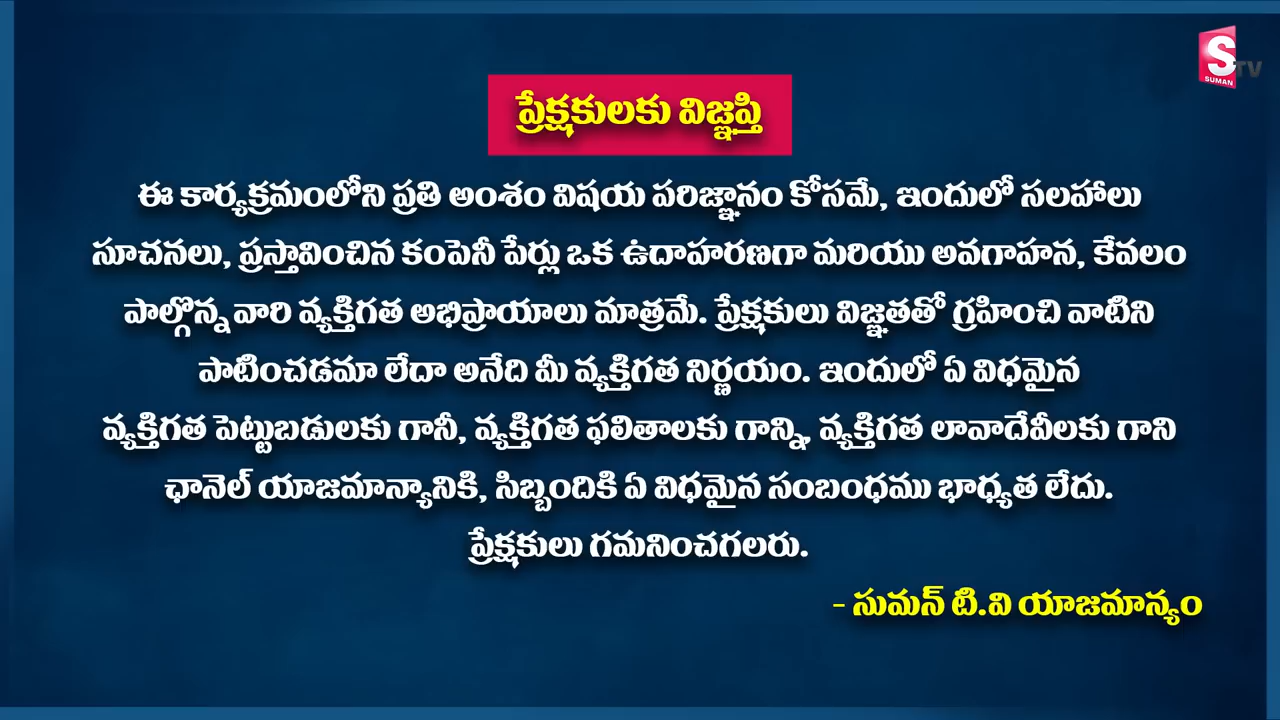 S TV
SUMAN
ప్రేక్షకులకు విజ్ఞప్తి
ఈ కార్యక్రమంలోని ప్రతి అంశం విషయ పరిజ్ఞానం కోసమే, ఇందులో సలహాలు
సూచనలు, ప్రస్తావించిన కంపెనీ పేర్లు ఒక ఉదాహరణగా మరియు అవగాహన, కేవలం
పాల్గొన్న వారి వ్యక్తిగత అభిప్రాయాలు మాత్రమే. ప్రేక్షకులు విజ్ఞతతో గ్రహించి వాటిని
పాటించడమా లేదా అనేది మీ వ్యక్తిగత నిర్ణయం. ఇందులో ఏ విధమైన
వ్యక్తిగత పెట్టుబడులకు గానీ, వ్యక్తిగత ఫలితాలకు గాన్ని, వ్యక్తిగత లావాదేవీలకు గాని
ఛానెల్ యాజమాన్యానికి, సిబ్బందికి ఏ విధమైన సంబంధము భాధ్యత లేదు.
ప్రేక్షకులు గమనించగలరు.
- సుమన్ టి.వి యాజమాన్యం